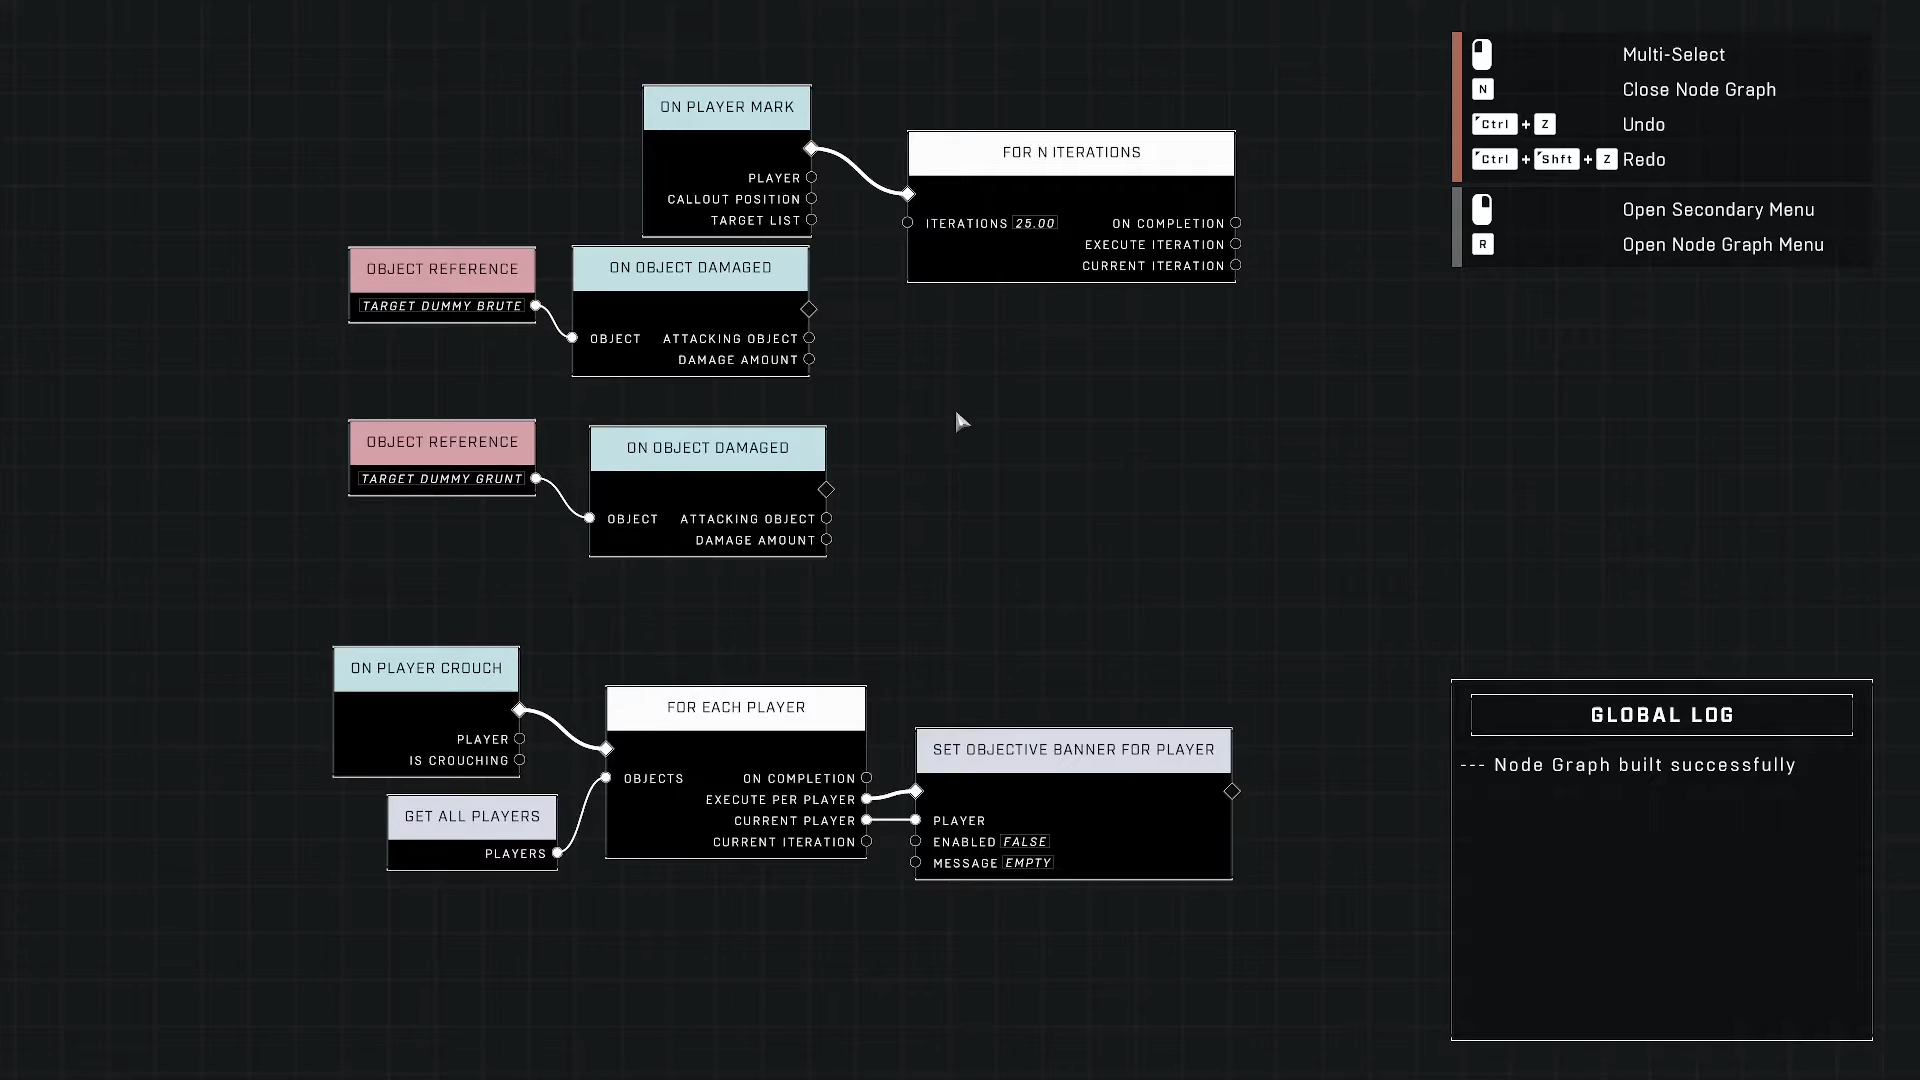 ON PLAYER MARK
PLAYER
CALLOUT POSITION
TARGET LIST
FOR N ITERATIONS
ITERATIONS 25.00 ON COMPLETION
EXECUTE ITERATION
CURRENT ITERATION
OBJECT REFERENCE
TARGET DUMMY BRUTE
ON OBJECT DAMAGED
OBJECT ATTACKING OBJECT
DAMAGE AMOUNT
OBJECT REFERENCE
TARGET DUMMY GRUNT
ON OBJECT DAMAGED
OBJECT ATTACKING OBJECT
DAMAGE AMOUNT
ON PLAYER CROUCH
PLAYER
IS CROUCHING
GET ALL PLAYERS
PLAYERS
FOR EACH PLAYER
OBJECTS ON COMPLETION
EXECUTE PER PLAYER
CURRENT PLAYER
CURRENT ITERATION
SET OBJECTIVE BANNER FOR PLAYER
PLAYER
ENABLED FALSE
MESSAGE EMPTY
Multi-Select
N Close Node Graph
Ctrl + Z Undo
Ctrl + Shft + Z Redo
Open Secondary Menu
R Open Node Graph Menu
GLOBAL LOG
--- Node Graph built successfully